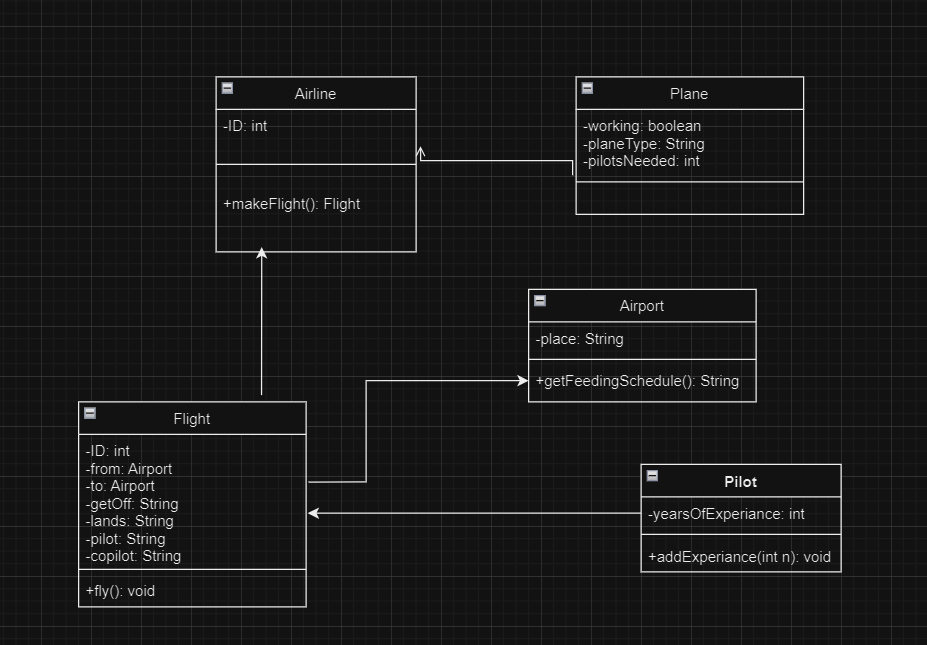 Airline
-ID: int
+makeFlight(): Flight
Plane
-working: boolean
-planeType: String
-pilotsNeeded: int
Airport
-place: String
+getFeedingSchedule(): String
Flight
-ID: int
-from: Airport
-to: Airport
-getOff: String
-lands: String
-pilot: String
-copilot: String
+fly(): void
Pilot
-yearsOfExperiance: int
+addExperiance(int n): void